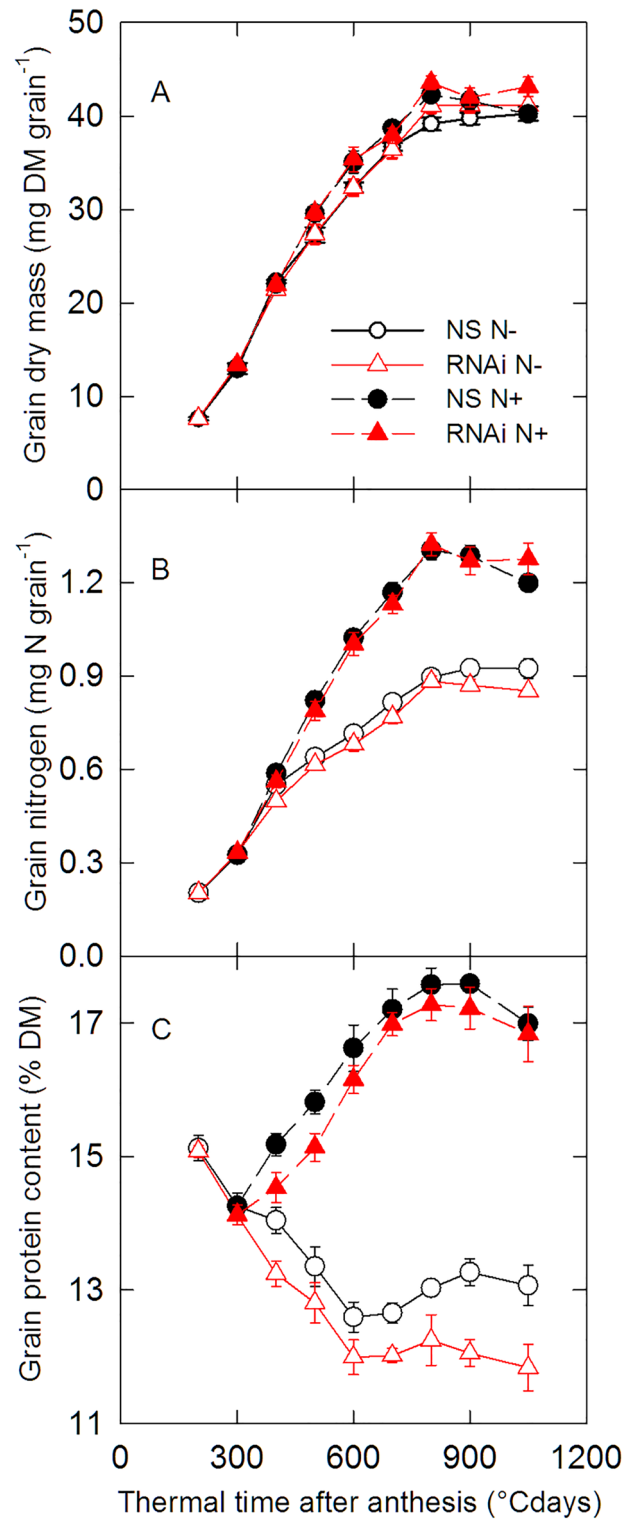 50
A
40
30
20
10
0
Grain dry mass (mg DM grain⁻¹)
NS N-
RNAi N-
NS N+
RNAi N+
B
1.2
0.9
0.6
0.3
0.0
Grain nitrogen (mg N grain⁻¹)
C
17
15
13
11
Grain protein content (% DM)
0 300 600 900 1200
Thermal time after anthesis (°Cdays)